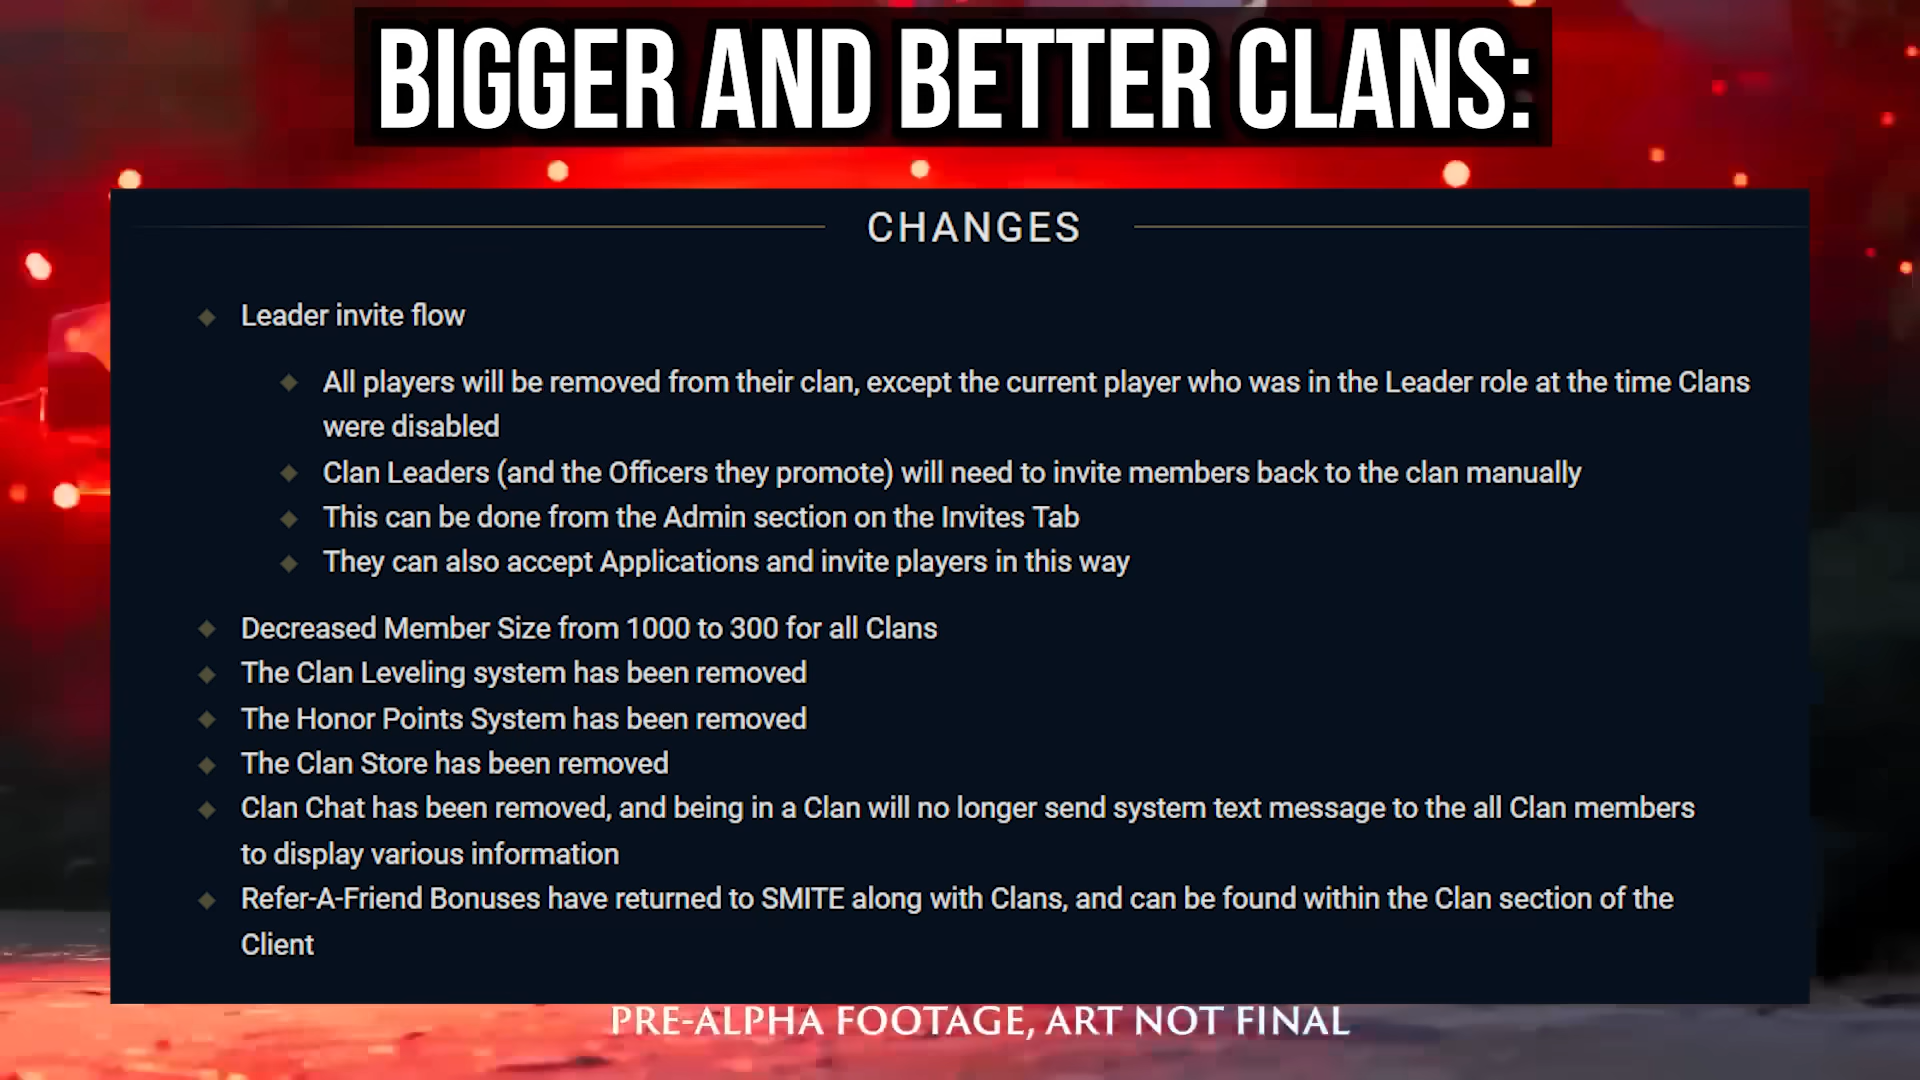 BIGGER AND BETTER CLANS:
CHANGES
Leader invite flow
All players will be removed from their clan, except the current player who was in the Leader role at the time Clans
were disabled
Clan Leaders (and the Officers they promote) will need to invite members back to the clan manually
This can be done from the Admin section on the Invites Tab
They can also accept Applications and invite players in this way
Decreased Member Size from 1000 to 300 for all Clans
The Clan Leveling system has been removed
The Honor Points System has been removed
The Clan Store has been removed
Clan Chat has been removed, and being in a Clan will no longer send system text message to the all Clan members
to display various information
Refer-A-Friend Bonuses have returned to SMITE along with Clans, and can be found within the Clan section of the
Client
PRE-ALPHA FOOTAGE, ART NOT FINAL